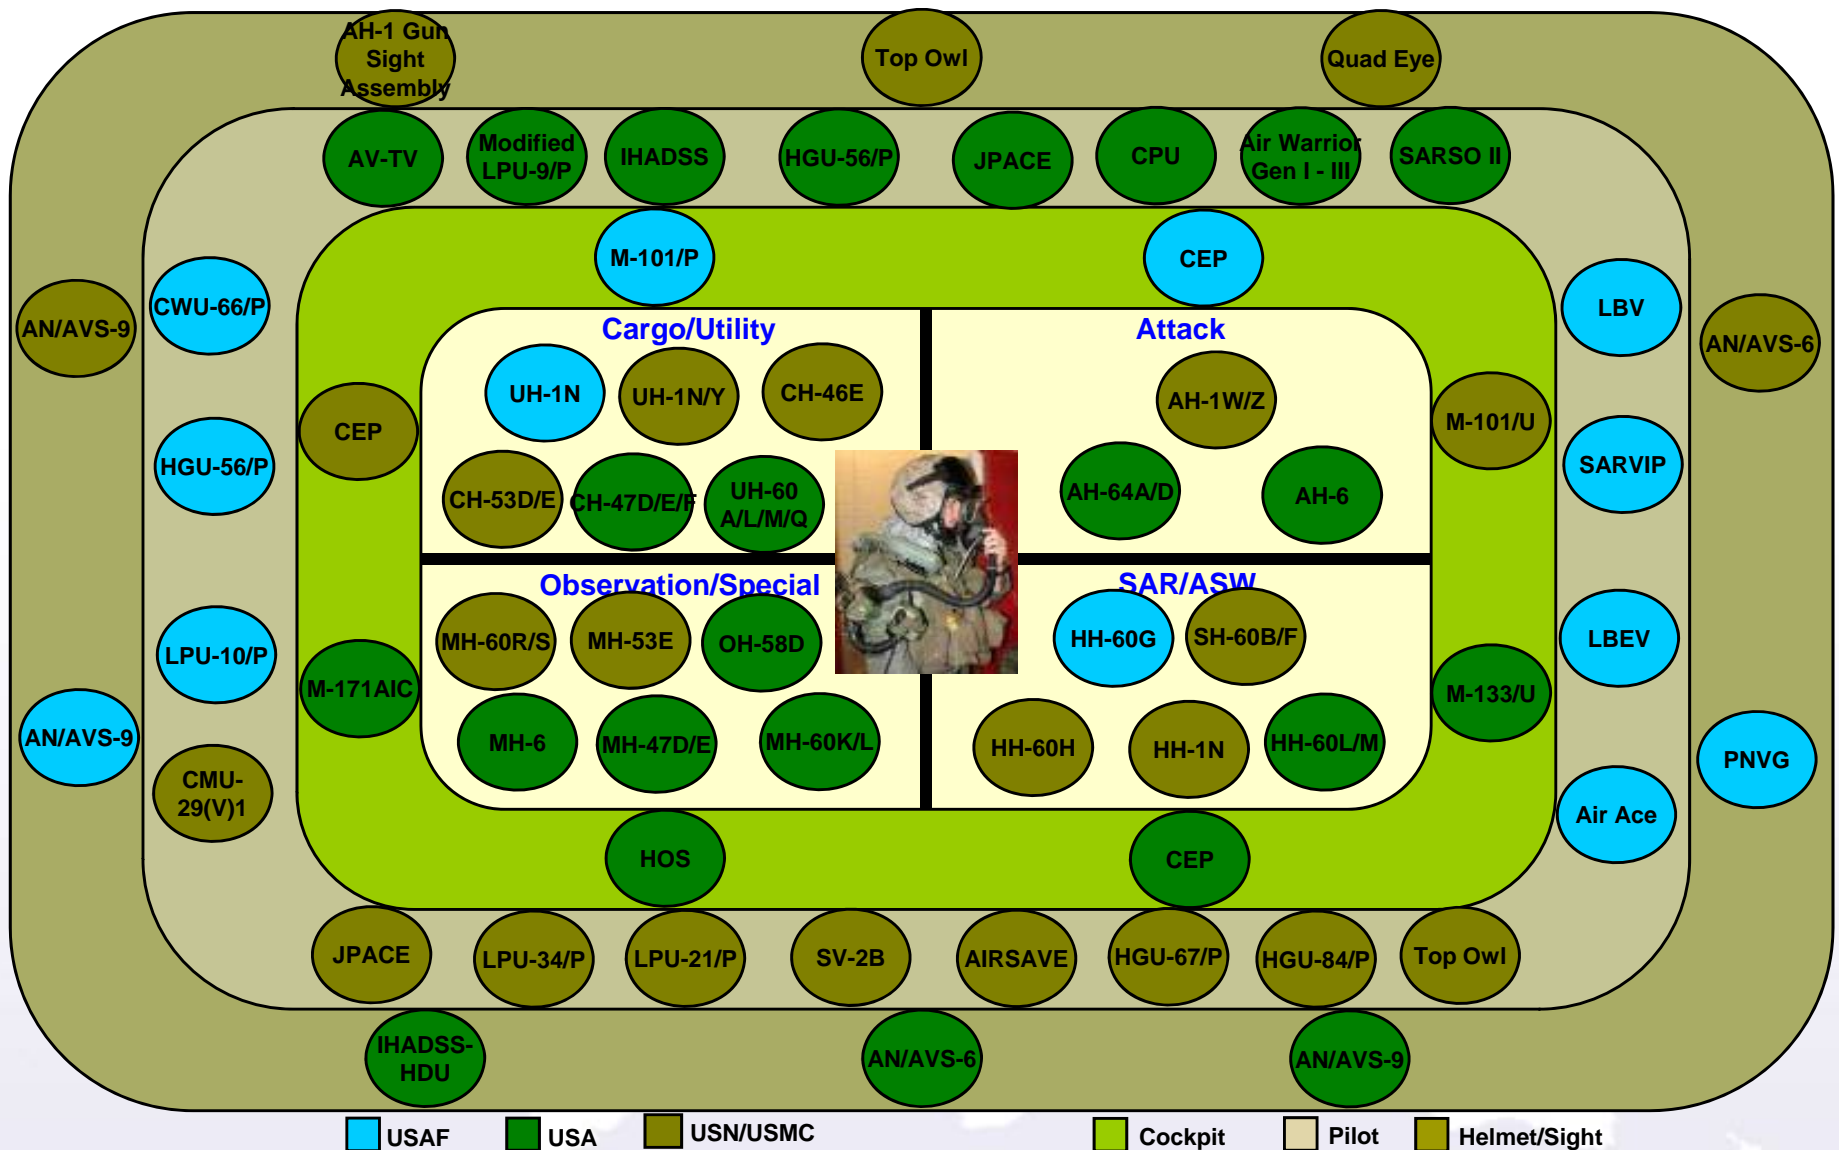 AH-1 Gun
Sight
Assembly
Top Owl
Quad Eye
AV-TV
Modified
LPU-9/P
IHADSS
HGU-56/P
JPACE
CPU
Air Warrior
Gen I - III
SARSO II
M-101/P
CEP
CWU-66/P
LBV
AN/AVS-9
AN/AVS-6
Cargo/Utility
Attack
UH-1N
UH-1N/Y
CH-46E
AH-1W/Z
CEP
M-101/U
HGU-56/P
SARVIP
CH-53D/E
CH-47D/E/F
UH-60
A/L/M/Q
AH-64A/D
AH-6
Observation/Special
SAR/ASW
MH-60R/S
MH-53E
OH-58D
HH-60G
SH-60B/F
LPU-10/P
LBEV
M-171AIC
M-133/U
AN/AVS-9
MH-6
MH-47D/E
MH-60K/L
HH-60H
HH-1N
HH-60L/M
PNVG
CMU-
29(V)1
Air Ace
HOS
CEP
JPACE
LPU-34/P
LPU-21/P
SV-2B
AIRSAVE
HGU-67/P
HGU-84/P
Top Owl
IHADSS-
HDU
AN/AVS-6
AN/AVS-9
USAF
USA
USN/USMC
Cockpit
Pilot
Helmet/Sight